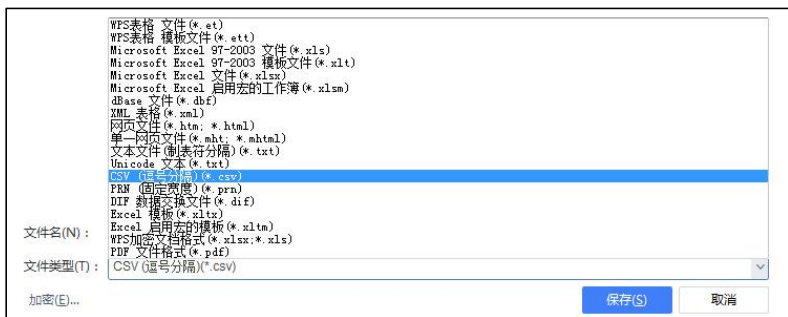 WPS表格 文件(*.et)
WPS表格 模板文件(*.ett)
Microsoft Excel 97-2003 文件(*.xls)
Microsoft Excel 97-2003 模板文件(*.xlt)
Microsoft Excel 文件(*.xlsx)
Microsoft Excel 启用宏的工作簿(*.xlsm)
dBase 文件(*.dbf)
XML 表格(*.xml)
网页文件(*.htm; *.html)
单一网页文件(*.mht; *.mhtml)
文本文件(制表符分隔)(*.txt)
Unicode 文本(*.txt)
CSV (逗号分隔)(*.csv)
PRN (固定宽度)(*.prn)
DIF 数据交换文件(*.dif)
Excel 模板(*.xltx)
Excel 启用宏的模板(*.xltm)
文件名(N)：
WPS加密文档格式(*.xlsx;*.xls)
PDF 文件格式(*.pdf)
文件类型(T)： CSV (逗号分隔)(*.csv)
加密(E)... 保存(S) 取消